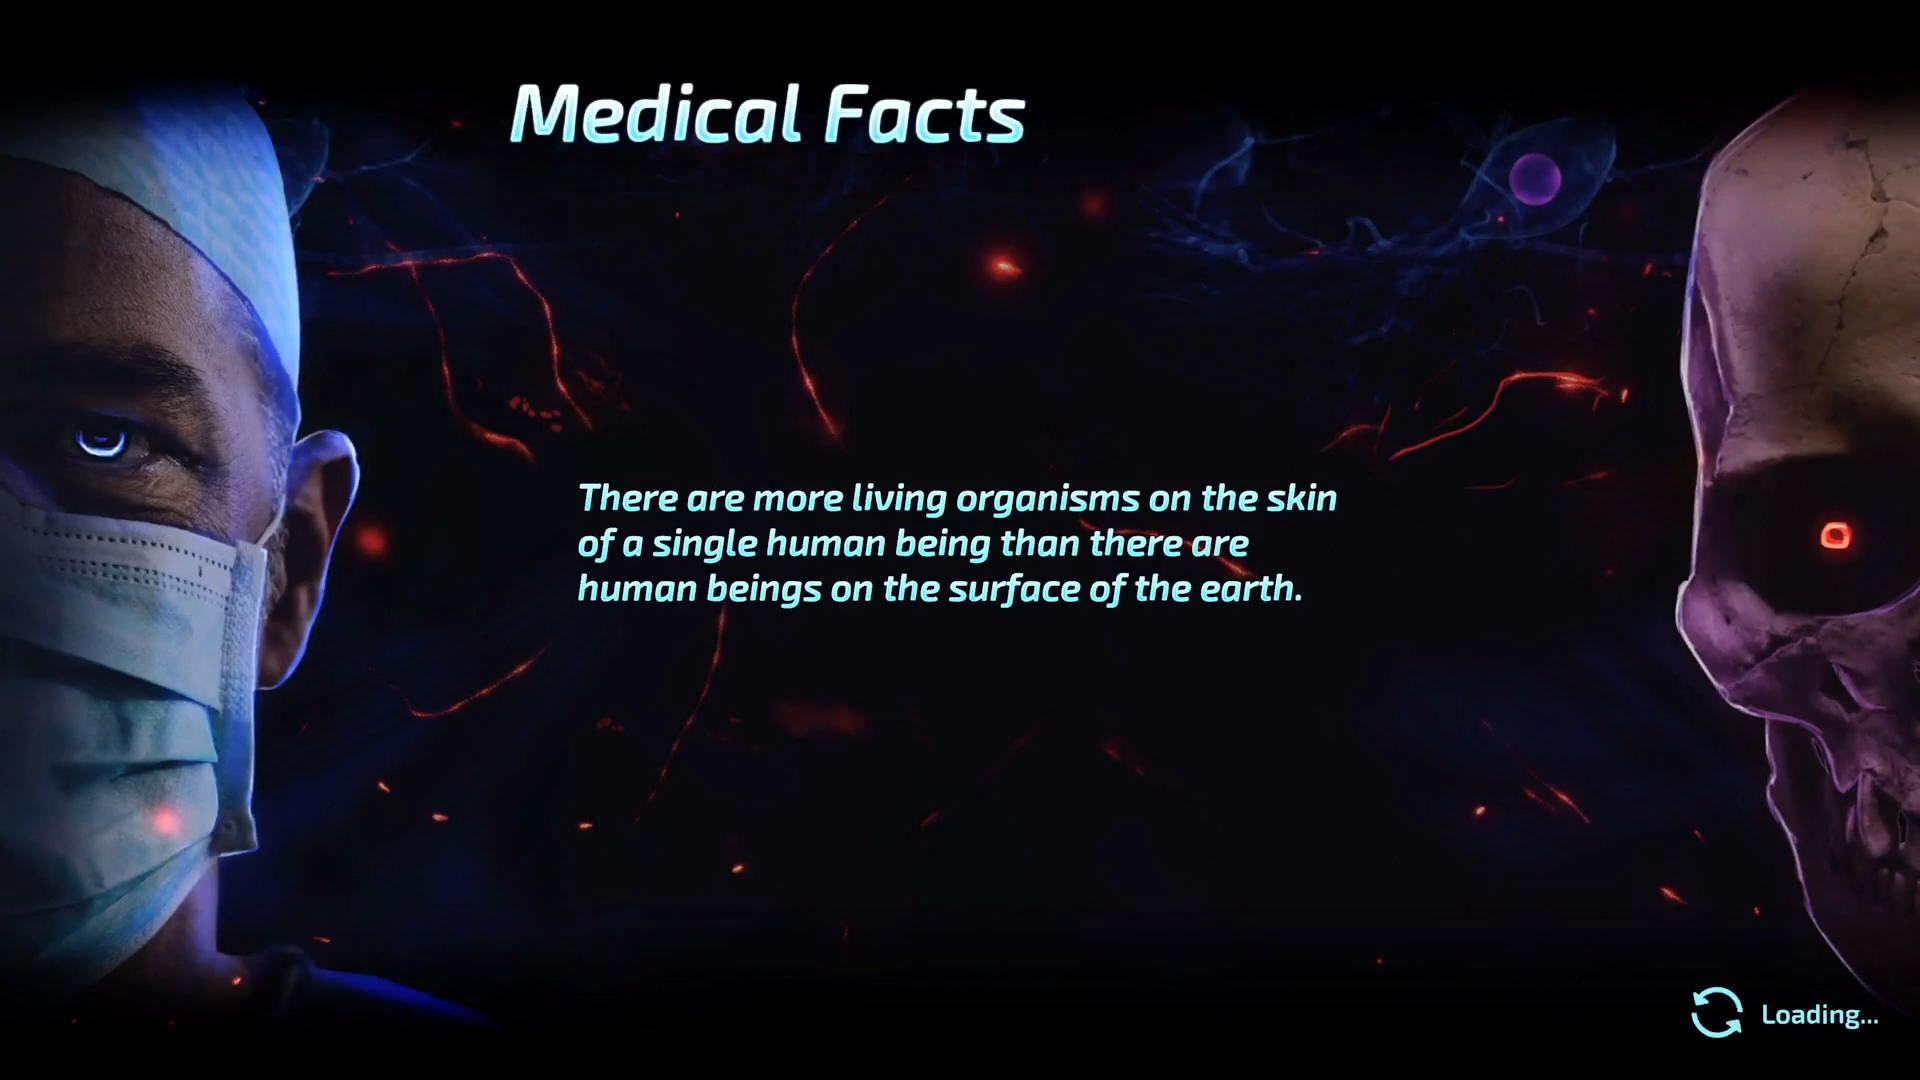 Medical Facts
There are more living organisms on the skin
of a single human being than there are
human beings on the surface of the earth.
Loading...